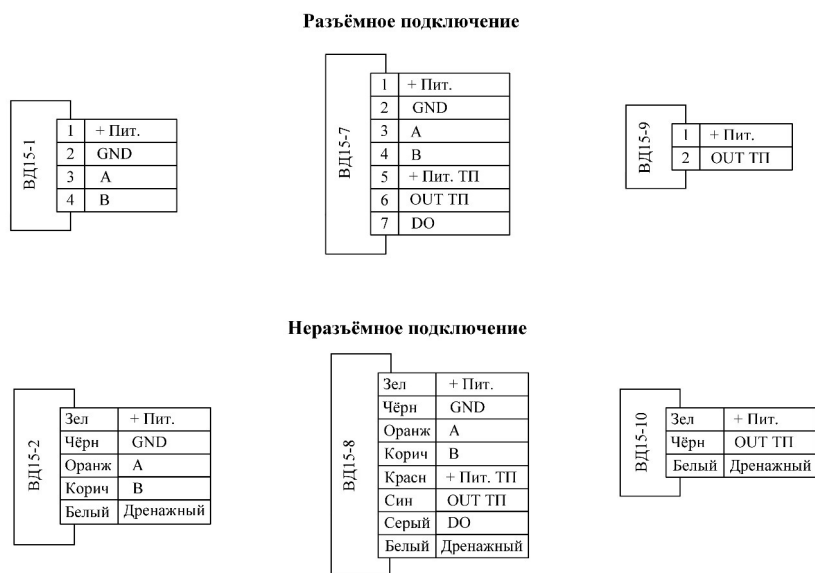 Разъёмное подключение
ВД15-1
1 + Пит.
2 GND
3 A
4 B
ВД15-7
1 + Пит.
2 GND
3 A
4 B
5 + Пит. ТП
6 OUT ТП
7 DO
ВД15-9
1 + Пит.
2 OUT ТП
Неразъёмное подключение
ВД15-2
Зел + Пит.
Чёрн GND
Оранж A
Корич B
Белый Дренажный
ВД15-8
Зел + Пит.
Чёрн GND
Оранж A
Корич B
Красн + Пит. ТП
Син OUT ТП
Серый DO
Белый Дренажный
ВД15-10
Зел + Пит.
Чёрн OUT ТП
Белый Дренажный